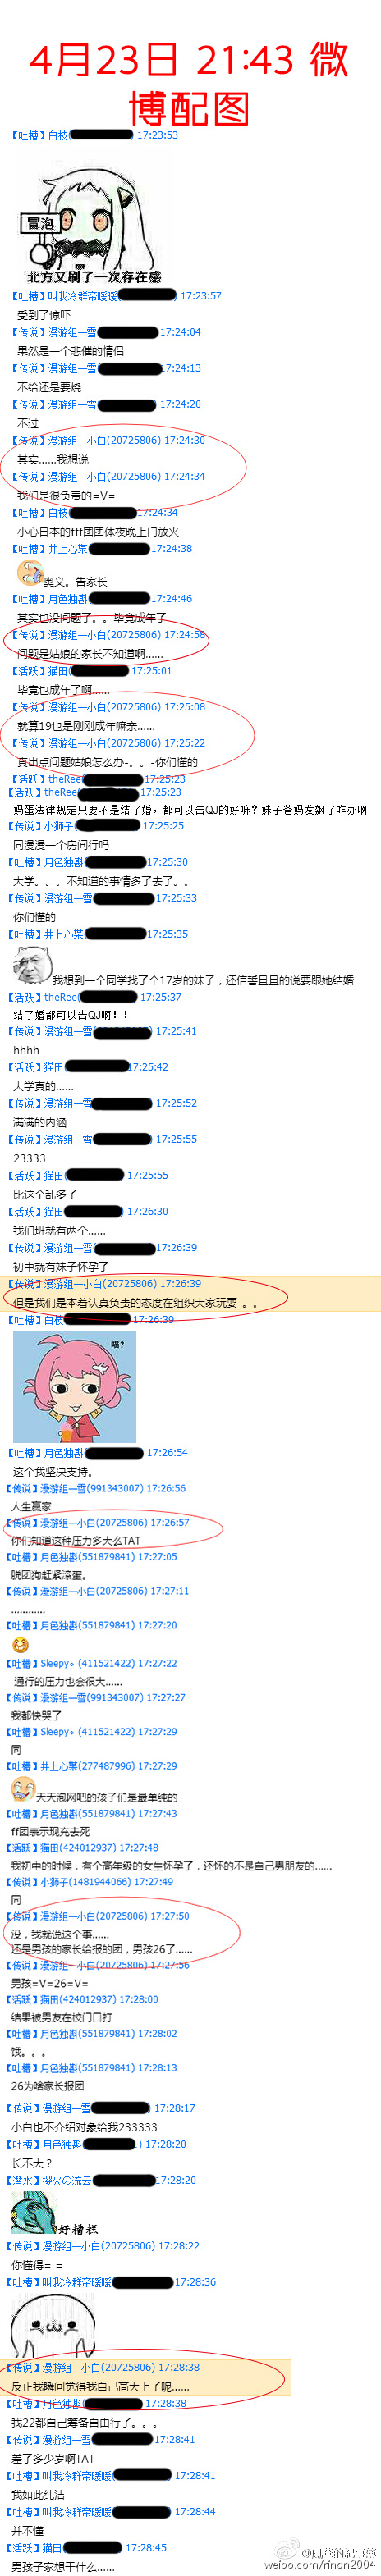 4月23日 21:43 微
博配图
【吐槽】白枝( ) 17:23:53
冒泡
北方又刷了一次存在感
【吐槽】叫我冷群帝暖暖 ) 17:23:57
受到了惊吓
【传说】漫游组一雪 17:24:04
果然是一个悲催的情侣
【传说】漫游组一雪 17:24:13
不给还是要烧
【传说】漫游组一雪 17:24:20
不过
【传说】漫游组一小白(20725806) 17:24:30
其实......我想说
【传说】漫游组一小白(20725806) 17:24:34
我们是很负责的=V=
【吐槽】白枝 17:24:34
小心日本的fff团团体夜晚上门放火
【吐槽】井上心菓 17:24:38
奥义。告家长
【吐槽】月色独斟 17:24:46
其实也没问题了。。毕竟成年了
【传说】漫游组一小白(20725806) 17:24:58
问题是姑娘的家长不知道啊......
【活跃】猫田( 17:25:01
毕竟也成年了啊......
【传说】漫游组一小白(20725806) 17:25:08
就算19也是刚刚成年嘛亲......
【传说】漫游组一小白(20725806) 17:25:22
真出点问题姑娘怎么办-。。-你们懂的
【活跃】theRee( 17:25:23
【活跃】theRee( 17:25:23
妈蛋法律规定只要不是结了婚，都可以告QJ的好嘛？妹子爸妈发飙了咋办啊
【传说】小狮子( 17:25:25
同漫漫一个房间行吗
【吐槽】月色独斟 17:25:30
大学。。。不知道的事情多了去了。。
【传说】漫游组一雪 17:25:33
你们懂的
【吐槽】井上心菓( 17:25:35
我想到一个同学找了个17岁的妹子，还信誓旦旦的说要跟她结婚
【活跃】theRee( 17:25:37
结了婚都可以告QJ啊！！
【传说】漫游组一雪 17:25:41
hhhh
【活跃】猫田( 17:25:42
大学真的......
【传说】漫游组一雪 17:25:52
满满的内涵
【传说】漫游组一雪 ) 17:25:55
23333
【活跃】猫田( 17:25:55
比这个乱多了
【活跃】猫田( 17:26:30
我们班就有两个......
【传说】漫游组一雪( 17:26:39
初中就有妹子怀孕了
【传说】漫游组一小白(20725806) 17:26:39
但是我们是本着认真负责的态度在组织大家玩耍-。。-
【吐槽】白枝 17:26:39
喵?
【吐槽】月色独斟( 17:26:54
这个我坚决支持。
【传说】漫游组一雪(991343007) 17:26:56
人生赢家
【传说】漫游组一小白(20725806) 17:26:57
你们知道这种压力多大么TAT
【吐槽】月色独斟(551879841) 17:27:05
脱团狗赶紧滚蛋。
【传说】漫游组一小白(20725806) 17:27:11
............
【吐槽】月色独斟(551879841) 17:27:20
【吐槽】Sleepy。(411521422) 17:27:22
通行的压力也会很大......
【传说】漫游组一雪(991343007) 17:27:27
我都快哭了
【吐槽】Sleepy。(411521422) 17:27:29
同
【吐槽】井上心菓(277487996) 17:27:29
天天泡网吧的孩子们是最单纯的
【吐槽】月色独斟(551879841) 17:27:43
ff团表示现充去死
【活跃】猫田(424012937) 17:27:48
我初中的时候，有个高年级的女生怀孕了，还怀的不是自己男朋友的......
【传说】小狮子(1481944066) 17:27:49
同
【传说】漫游组一小白(20725806) 17:27:50
没，我就说这个事......
还是男孩的家长给报的团，男孩26了......
【传说】漫游组一小白(20725806) 17:27:56
男孩=V=26=V=
【活跃】猫田(424012937) 17:28:00
结果被男友在校门口打
【吐槽】月色独斟(551879841) 17:28:02
饿。。。
【吐槽】月色独斟(551879841) 17:28:13
26为啥家长报团
【传说】漫游组一雪 17:28:17
小白也不介绍对象给我233333
【吐槽】月色独斟( ) 17:28:20
长不大？
【潜水】樱火の流云 17:28:20
好槽糕
【传说】漫游组一小白(20725806) 17:28:22
你懂得= =
【吐槽】叫我冷群帝暖暖 17:28:36
【传说】漫游组一小白(20725806) 17:28:38
反正我瞬间觉得我自己高大上了呢......
【吐槽】月色独斟( 17:28:38
我22都自己筹备自由行了。。。
【传说】漫游组一雪 17:28:41
差了多少岁啊TAT
【吐槽】叫我冷群帝暖暖( 17:28:41
我如此纯洁
【吐槽】叫我冷群帝暖暖( 17:28:44
并不懂
【活跃】猫田( 17:28:45
男孩子家想干什么......
weibo.com/rinon2004